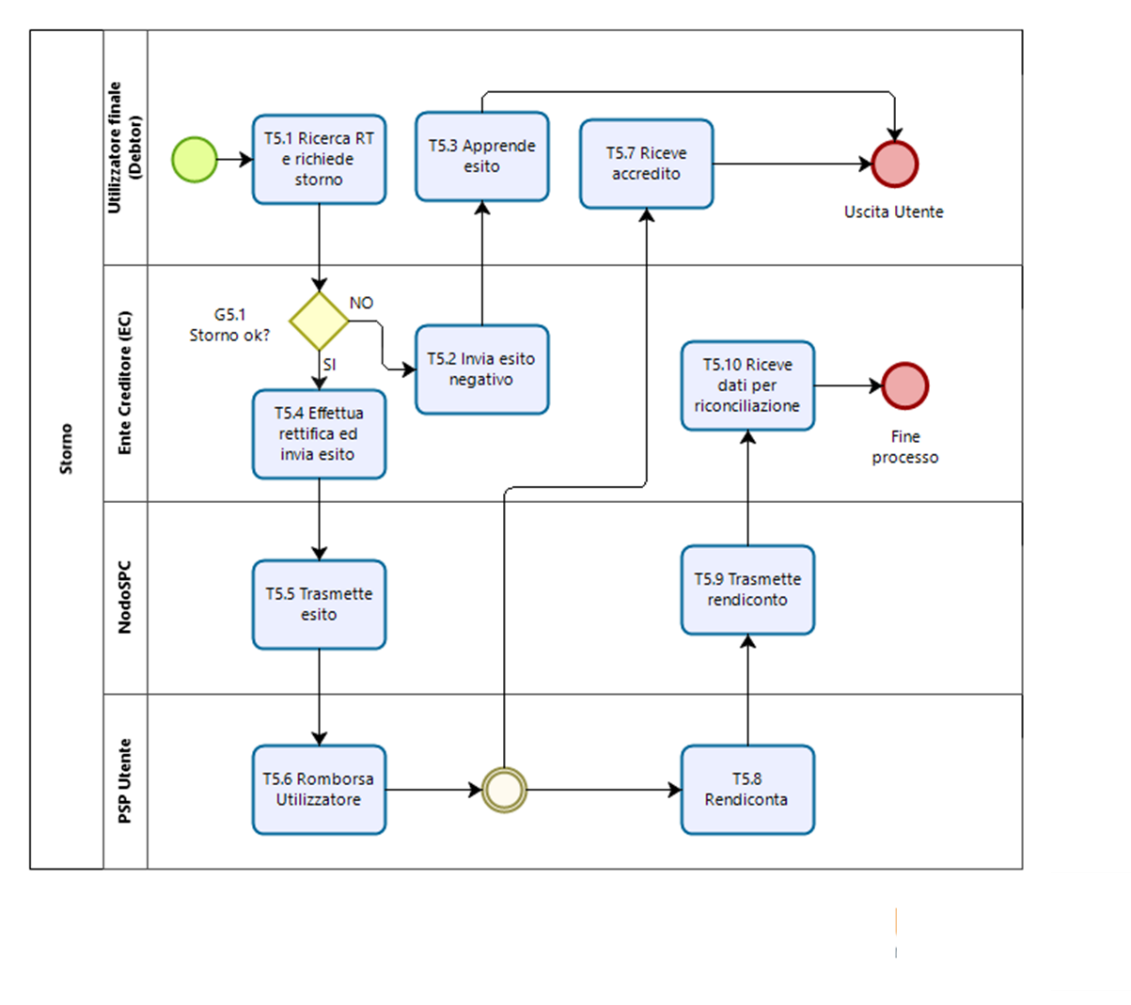 Storno
Utilizzatore finale
(Debtor)
T5.1 Ricerca RT
e richiede
storno
T5.3 Apprende
esito
T5.7 Riceve
accredito
Uscita Utente
Ente Creditore (EC)
G5.1
Storno ok?
NO
SI
T5.2 Invia esito
negativo
T5.4 Effettua
rettifica ed
invia esito
T5.10 Riceve
dati per
riconciliazione
Fine
processo
NodoSPC
T5.5 Trasmette
esito
T5.9 Trasmette
rendiconto
PSP Utente
T5.6 Romborsa
Utilizzatore
T5.8
Rendiconta